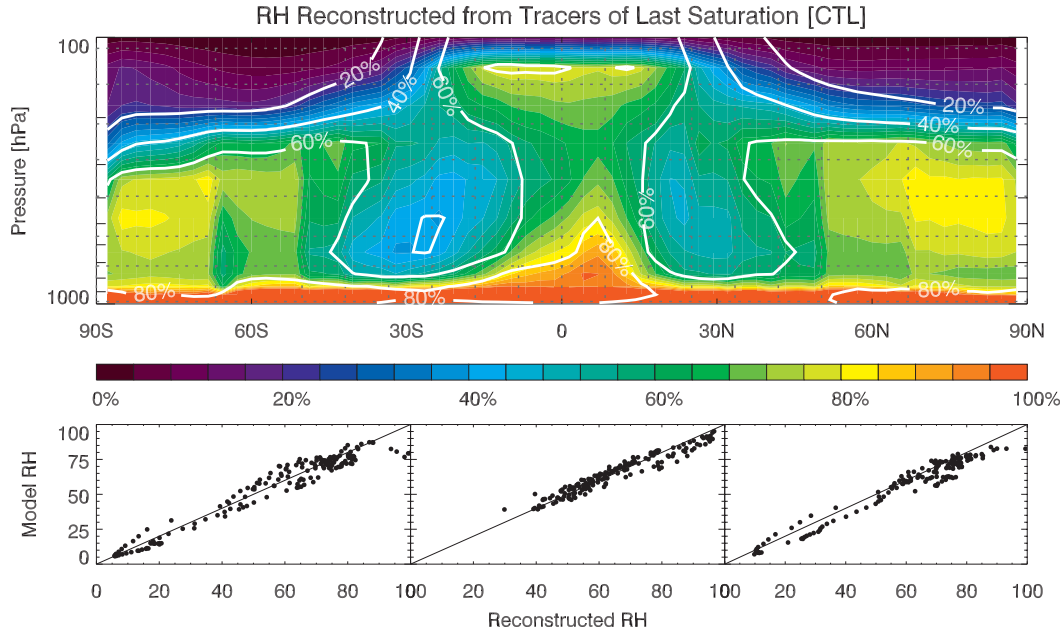 RH Reconstructed from Tracers of Last Saturation [CTL]
100
20%
40%
60%
20%
40%
60%
60%
60%
80%
80%
80%
80%
1000
Pressure [hPa]
90S 60S 30S 0 30N 60N 90N
0% 20% 40% 60% 80% 100%
100
75
50
25
0
Model RH
0 20 40 60 80 100 20 40 60 80 100 20 40 60 80 100
Reconstructed RH